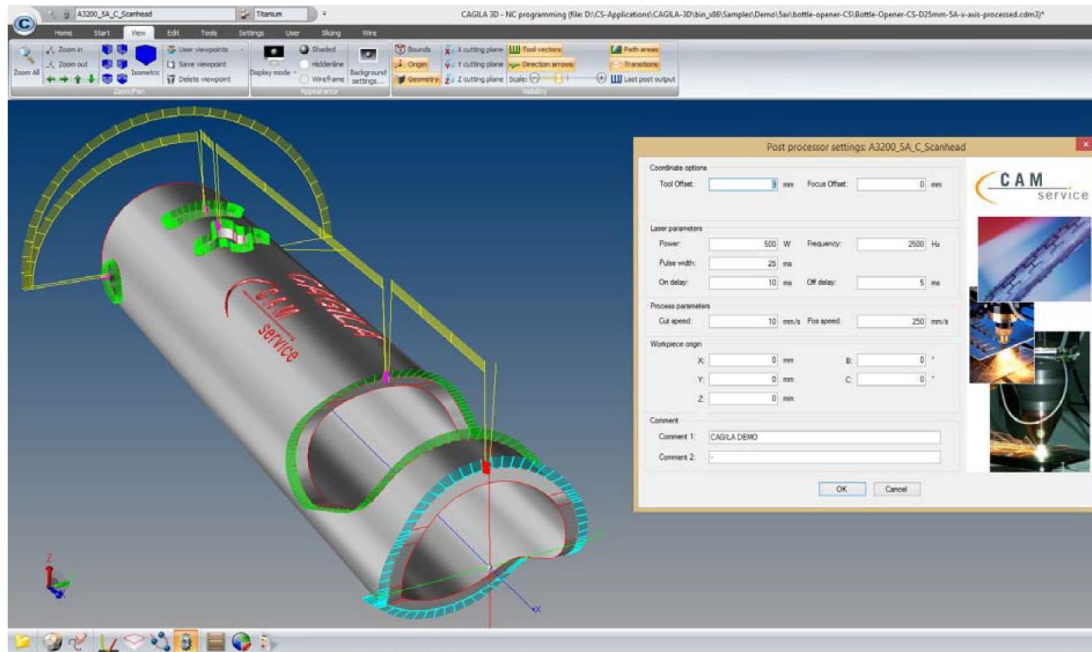 A3200_5A_C_Scanhead Titanium CAGILA 3D - NC programming (file: D:\CS-Applications\CAGILA-3D\bin_x86\Samples\Demo\5ax\bottle-opener-CS\Bottle-Opener-CS-D25mm-5A-x-axis-processed.cdm3)*
Home Start View Edit Tools Settings User Slicing Wire
Zoom in User viewpoints Shaded Bounds X cutting plane Tool vectors Path areas
Zoom All Zoom out Isometric Save viewpoint Display mode Hiddenline Background settings... Origin Y cutting plane Direction arrows Transitions
Delete viewpoint Wireframe Geometry Z cutting plane Scale: Last post output
Zoom/Pan Appearance Visibility
Post processor settings: A3200_5A_C_Scanhead
Coordinate options
Tool Offset: mm Focus Offset: 0 mm
Laser parameters
Power: 500 W Frequency: 2500 Hz
Pulse width: 25 ms
On delay: 10 ms Off delay: 5 ms
Process parameters
Cut speed: 10 mm/s Pos speed: 250 mm/s
Workpiece origin
X: 0 mm B: 0 °
Y: 0 mm C: 0 °
Z: 0 mm
Comment
Comment 1: CAGILA DEMO
Comment 2: -
OK Cancel
CAM
service
CAGILA
CAM
service
Z
X